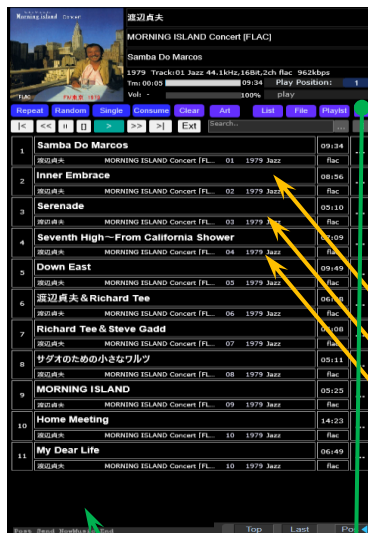 Morning island Concert
FLAC
FM東京 1979
渡辺貞夫
MORNING ISLAND Concert [FLAC]
Samba Do Marcos
1979 Track:01 Jazz 44.1kHz,16Bit,2ch flac 962kbps
Tm: 00:05 09:34 Play Position: 1
Vol: - 100% play
Repeat Random Single Consume Clear Art List File Playlst
|< << II [] > >> >| Ext Search... ...
1 Samba Do Marcos 09:34
渡辺貞夫 MORNING ISLAND Concert [FL... 01 1979 Jazz flac
2 Inner Embrace 08:56
渡辺貞夫 MORNING ISLAND Concert [FL... 02 1979 Jazz flac
3 Serenade 05:10
渡辺貞夫 MORNING ISLAND Concert [FL... 03 1979 Jazz flac
4 Seventh High～From California Shower :09
渡辺貞夫 MORNING ISLAND Concert [FL... 04 1979 Jazz flac
5 Down East 09:49
渡辺貞夫 MORNING ISLAND Concert [FL... 05 1979 Jazz flac
6 渡辺貞夫＆Richard Tee
渡辺貞夫 MORNING ISLAND Concert [FL... 06 1979 Jazz flac
7 Richard Tee＆Steve Gadd :08
渡辺貞夫 MORNING ISLAND Concert [FL... 07 1979 Jazz flac
8 サダオのための小さなワルツ 05:11
渡辺貞夫 MORNING ISLAND Concert [FL... 08 1979 Jazz flac
9 MORNING ISLAND 05:25
渡辺貞夫 MORNING ISLAND Concert [FL... 09 1979 Jazz flac
10 Home Meeting 14:23
渡辺貞夫 MORNING ISLAND Concert [FL... 10 1979 Jazz flac
11 My Dear Life 06:49
渡辺貞夫 MORNING ISLAND Concert [FL... 10 1979 Jazz flac
Top Last Po